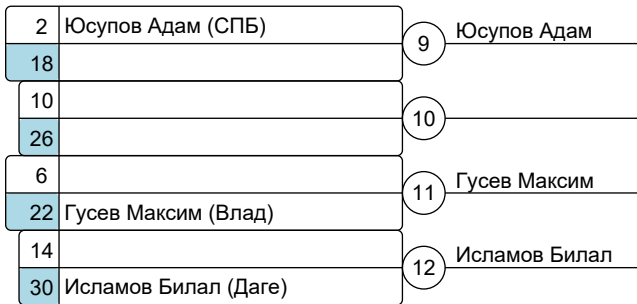 2 Юсупов Адам (СПБ)
9 Юсупов Адам
18
10
10
26
6
11 Гусев Максим
22 Гусев Максим (Влад)
14
12 Исламов Билал
30 Исламов Билал (Даге)